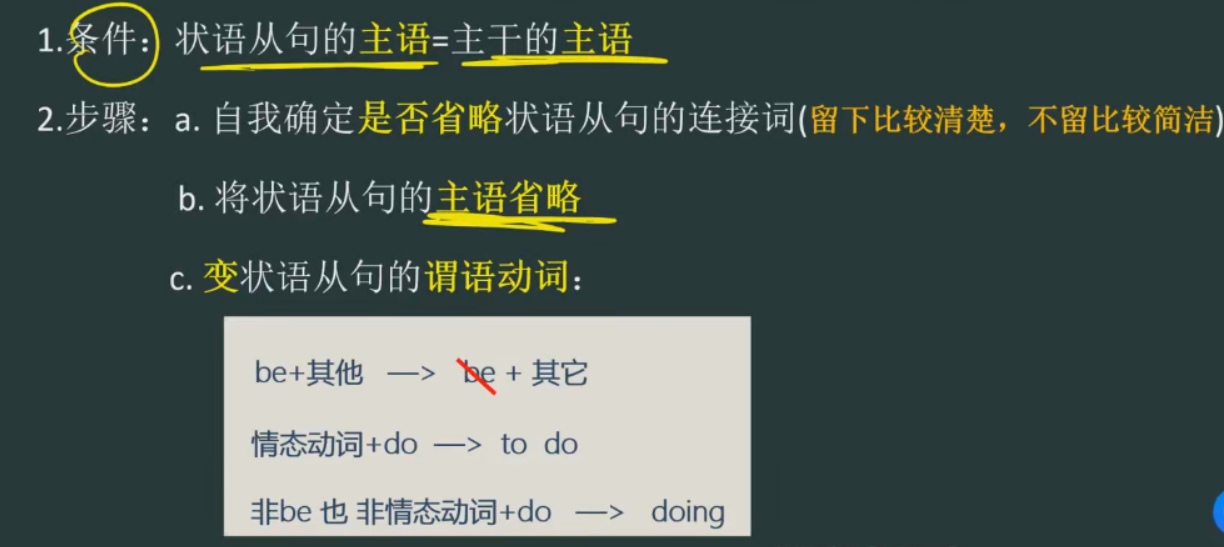 1.条件：状语从句的主语=主干的主语
2.步骤：a. 自我确定是否省略状语从句的连接词(留下比较清楚，不留比较简洁)
b. 将状语从句的主语省略
c. 变状语从句的谓语动词：
be+其他 —> be + 其它
情态动词+do —> to do
非be 也 非情态动词+do —> doing